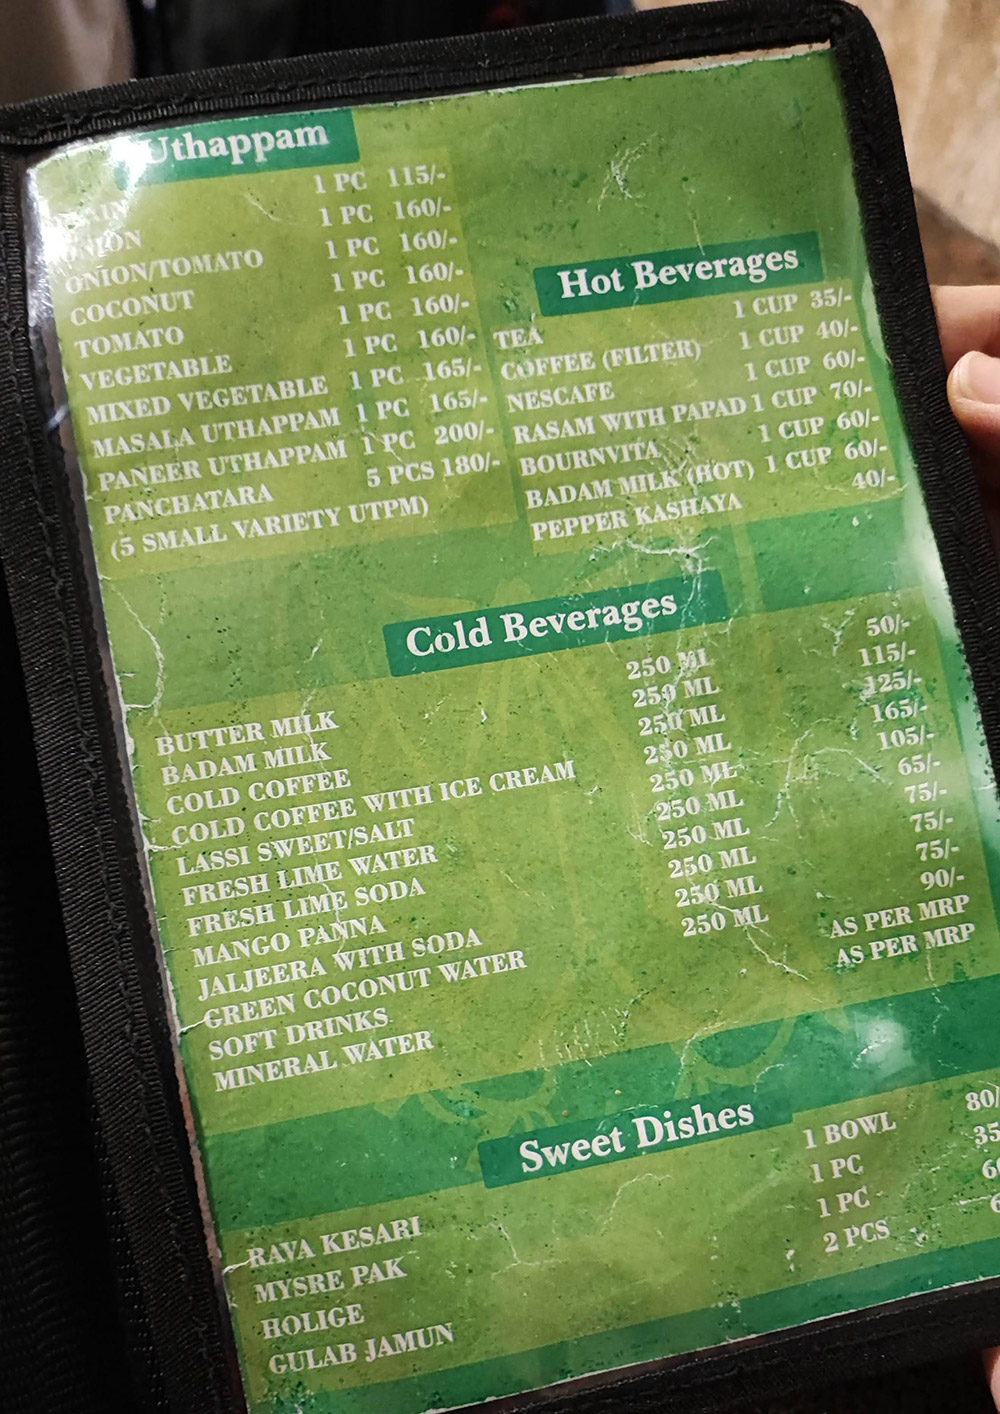 Uthappam
PLAIN 1 PC 115/-
ONION 1 PC 160/-
ONION/TOMATO 1 PC 160/-
COCONUT 1 PC 160/-
TOMATO 1 PC 160/-
VEGETABLE 1 PC 160/-
MIXED VEGETABLE 1 PC 165/-
MASALA UTHAPPAM 1 PC 165/-
PANEER UTHAPPAM 1 PC 200/-
PANCHATARA 5 PCS 180/-
(5 SMALL VARIETY UTPM)
Hot Beverages
TEA 1 CUP 35/-
COFFEE (FILTER) 1 CUP 40/-
NESCAFE 1 CUP 60/-
RASAM WITH PAPAD 1 CUP 70/-
BOURNVITA 1 CUP 60/-
BADAM MILK (HOT) 1 CUP 60/-
PEPPER KASHAYA 40/-
Cold Beverages
BUTTER MILK 250 ML 50/-
BADAM MILK 250 ML 115/-
COLD COFFEE 250 ML 125/-
COLD COFFEE WITH ICE CREAM 250 ML 165/-
LASSI SWEET/SALT 250 ML 105/-
FRESH LIME WATER 250 ML 65/-
FRESH LIME SODA 250 ML 75/-
MANGO PANNA 250 ML 75/-
JALJEERA WITH SODA 250 ML 75/-
GREEN COCONUT WATER 250 ML 90/-
SOFT DRINKS AS PER MRP
MINERAL WATER AS PER MRP
Sweet Dishes
RAVA KESARI 1 BOWL 80/
MYSRE PAK 1 PC 35
HOLIGE 1 PC
GULAB JAMUN 2 PCS